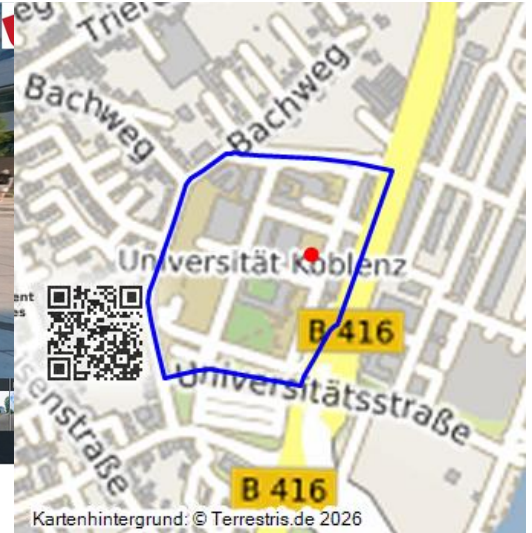 Bachweg
Bachweg
Universität Koblenz
B 416
Universitätsstraße
B 416
Kartenhintergrund: © Terrestris.de 2026